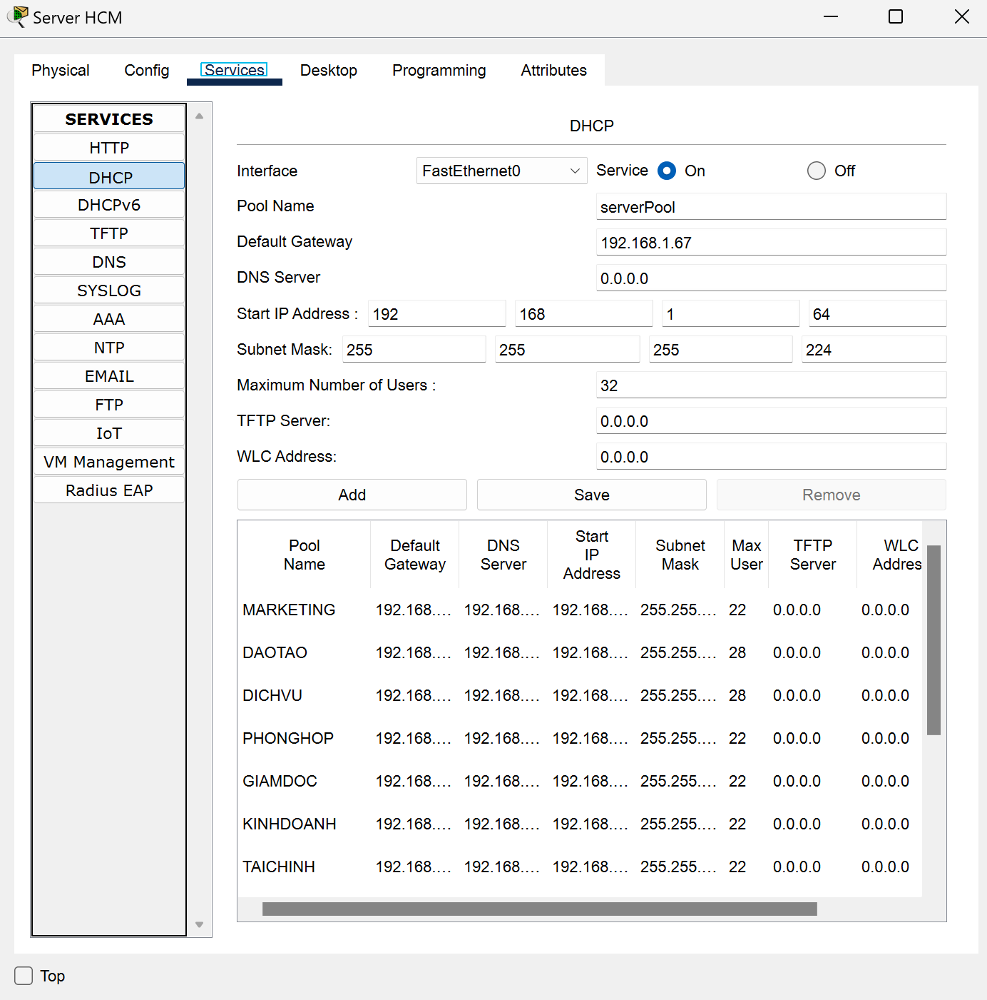 Server HCM
Physical Config Services Desktop Programming Attributes
SERVICES
HTTP
DHCP
DHCPv6
TFTP
DNS
SYSLOG
AAA
NTP
EMAIL
FTP
IoT
VM Management
Radius EAP
DHCP
Interface FastEthernet0 Service On Off
Pool Name serverPool
Default Gateway 192.168.1.67
DNS Server 0.0.0.0
Start IP Address : 192 168 1 64
Subnet Mask: 255 255 255 224
Maximum Number of Users : 32
TFTP Server: 0.0.0.0
WLC Address: 0.0.0.0
Add Save Remove
Pool Name Default Gateway DNS Server Start IP Address Subnet Mask Max User TFTP Server WLC Addres
MARKETING 192.168.... 192.168.... 192.168.... 255.255.... 22 0.0.0.0 0.0.0.0
DAOTAO 192.168.... 192.168.... 192.168.... 255.255.... 28 0.0.0.0 0.0.0.0
DICHVU 192.168.... 192.168.... 192.168.... 255.255.... 28 0.0.0.0 0.0.0.0
PHONGHOP 192.168.... 192.168.... 192.168.... 255.255.... 22 0.0.0.0 0.0.0.0
GIAMDOC 192.168.... 192.168.... 192.168.... 255.255.... 22 0.0.0.0 0.0.0.0
KINHDOANH 192.168.... 192.168.... 192.168.... 255.255.... 22 0.0.0.0 0.0.0.0
TAICHINH 192.168.... 192.168.... 192.168.... 255.255.... 22 0.0.0.0 0.0.0.0
Top